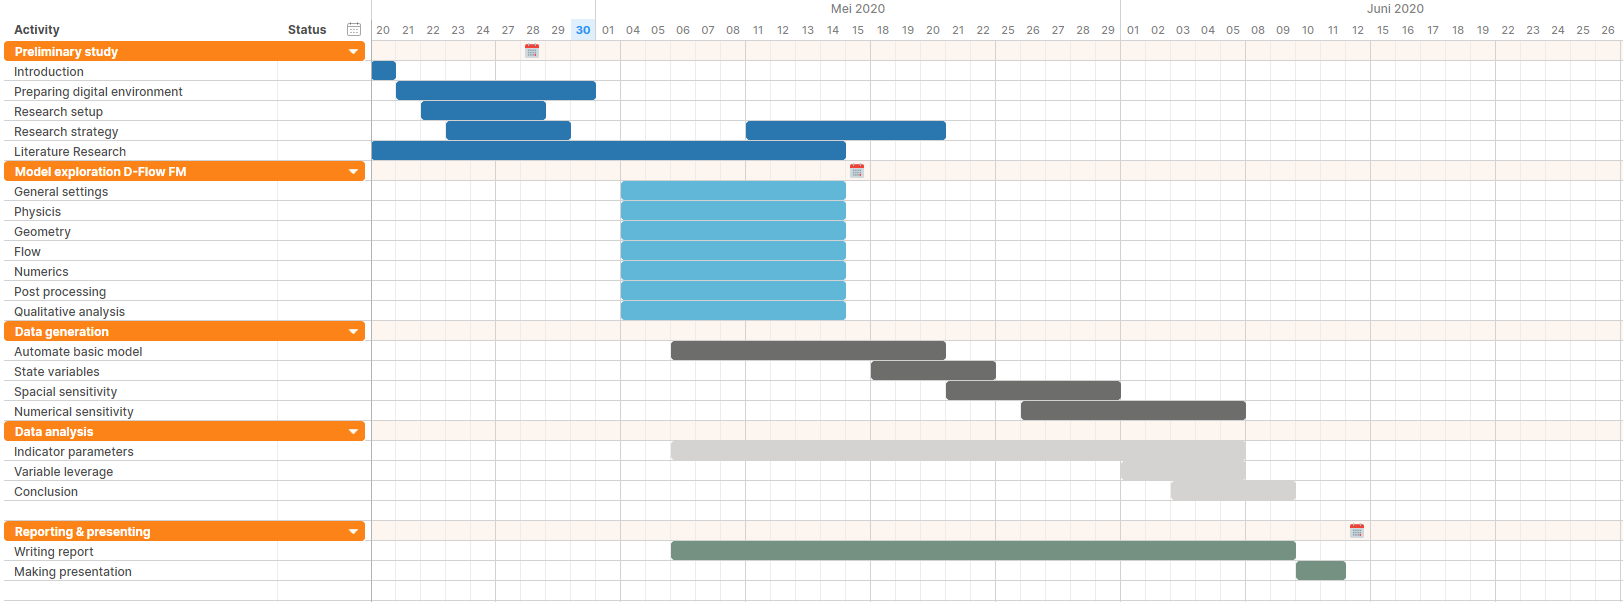 Mei 2020 Juni 2020
Activity Status 20 21 22 23 24 27 28 29 30 01 04 05 06 07 08 11 12 13 14 15 18 19 20 21 22 25 26 27 28 29 01 02 03 04 05 08 09 10 11 12 15 16 17 18 19 22 23 24 25 26
Preliminary study
Introduction
Preparing digital environment
Research setup
Research strategy
Literature Research
Model exploration D-Flow FM
General settings
Physicis
Geometry
Flow
Numerics
Post processing
Qualitative analysis
Data generation
Automate basic model
State variables
Spacial sensitivity
Numerical sensitivity
Data analysis
Indicator parameters
Variable leverage
Conclusion
Reporting & presenting
Writing report
Making presentation